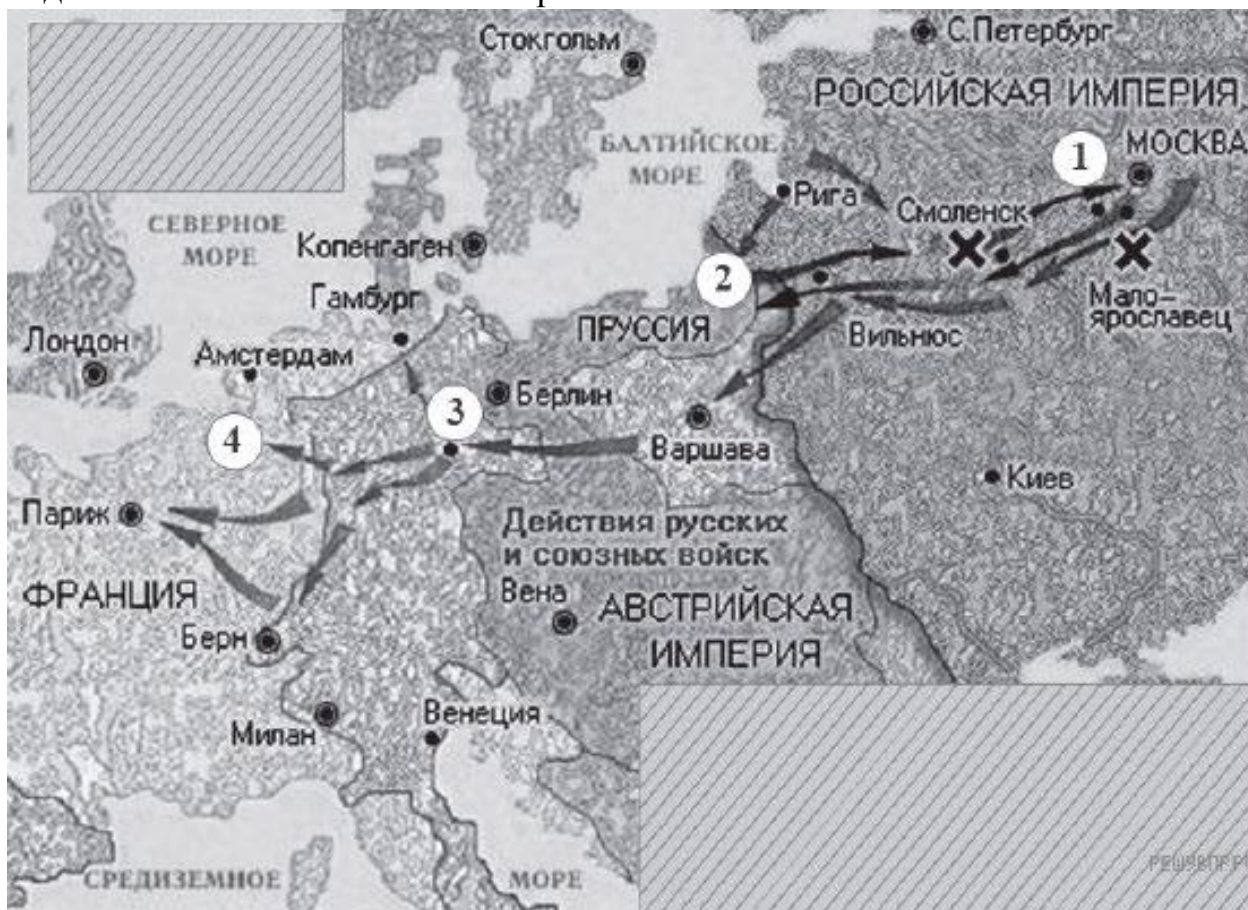 Стокгольм
С.Петербург
РОССИЙСКАЯ ИМПЕРИЯ
БАЛТИЙСКОЕ
МОРЕ
1
МОСКВА
Рига
Смоленск
СЕВЕРНОЕ
МОРЕ
Копенгаген
2
Гамбург
ПРУССИЯ
Вильнюс
Мало-
ярославец
Лондон
Амстердам
Берлин
3
4
Варшава
Киев
Париж
Действия русских
и союзных войск
ФРАНЦИЯ
Вена
АВСТРИЙСКАЯ
ИМПЕРИЯ
Берн
Милан
Венеция
СРЕДИЗЕМНОЕ
МОРЕ